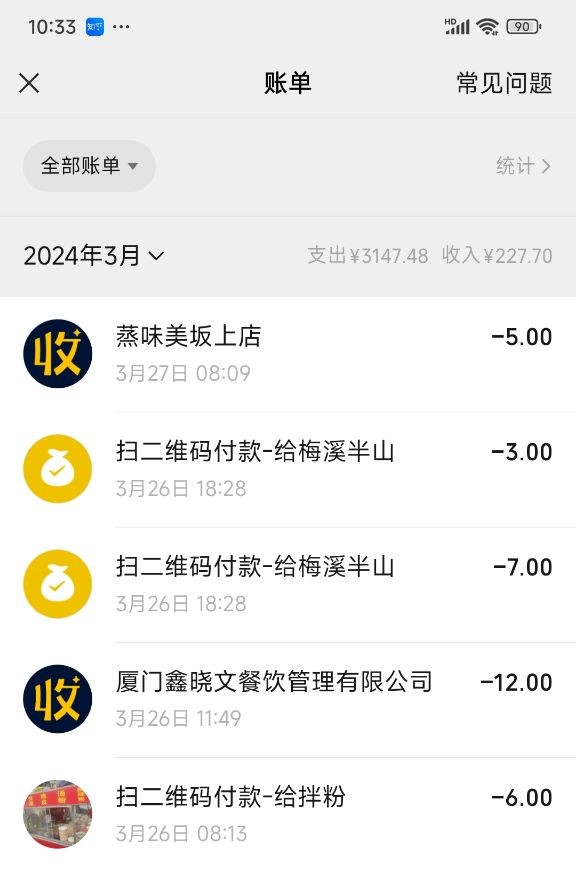 10:33 知乎 ··· HD 90
账单 常见问题
全部账单 统计
2024年3月 支出¥3147.48 收入¥227.70
收 蒸味美坂上店 -5.00
3月27日 08:09
扫二维码付款-给梅溪半山 -3.00
3月26日 18:28
扫二维码付款-给梅溪半山 -7.00
3月26日 18:28
收 厦门鑫晓文餐饮管理有限公司 -12.00
3月26日 11:49
扫二维码付款-给拌粉 -6.00
3月26日 08:13